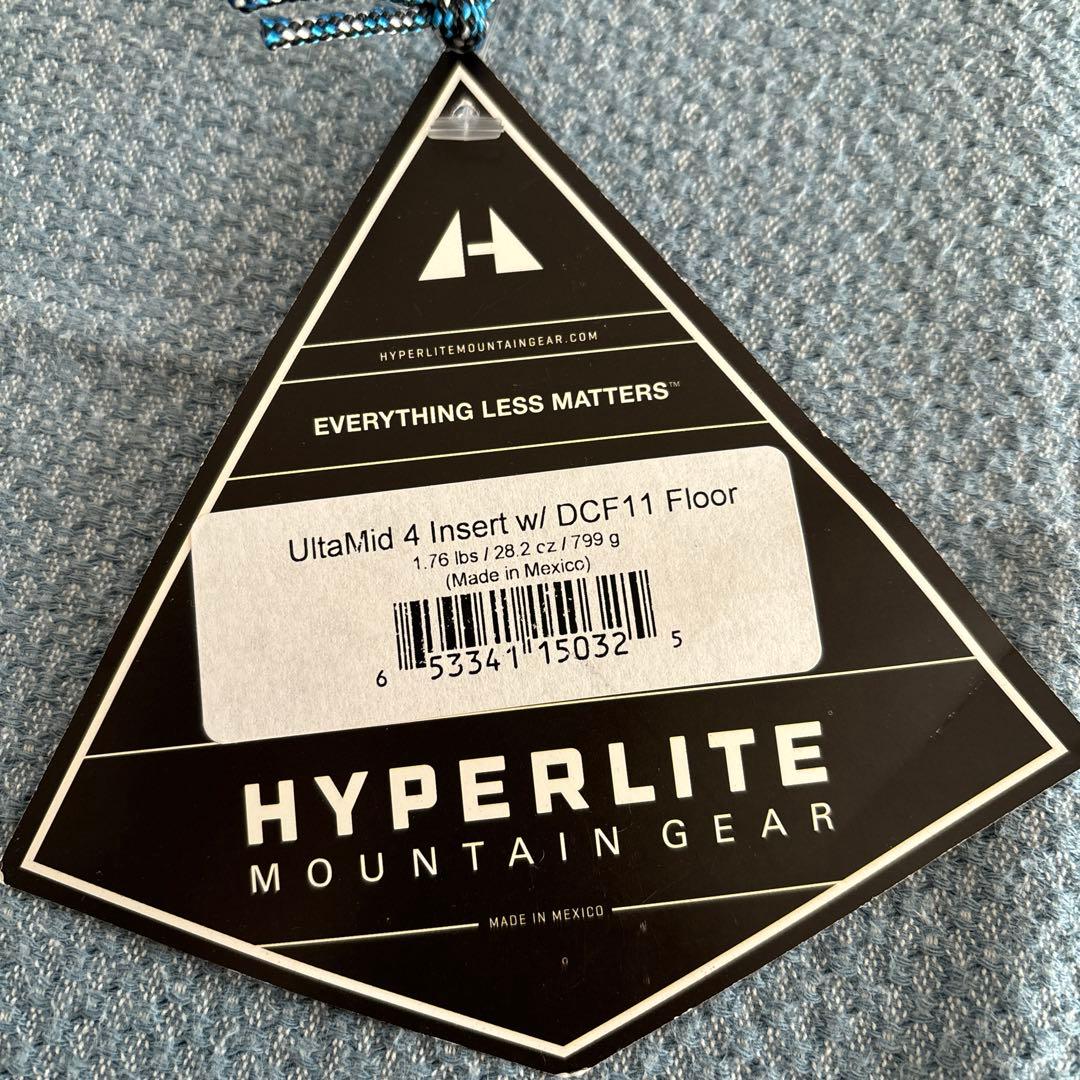 H
HYPERLITEMOUNTAINGEAR.COM
EVERYTHING LESS MATTERS™
UltaMid 4 Insert w/ DCF11 Floor
1.76 lbs / 28.2 oz / 799 g
(Made in Mexico)
6 53341 15032 5
HYPERLITE
MOUNTAIN GEAR
MADE IN MEXICO